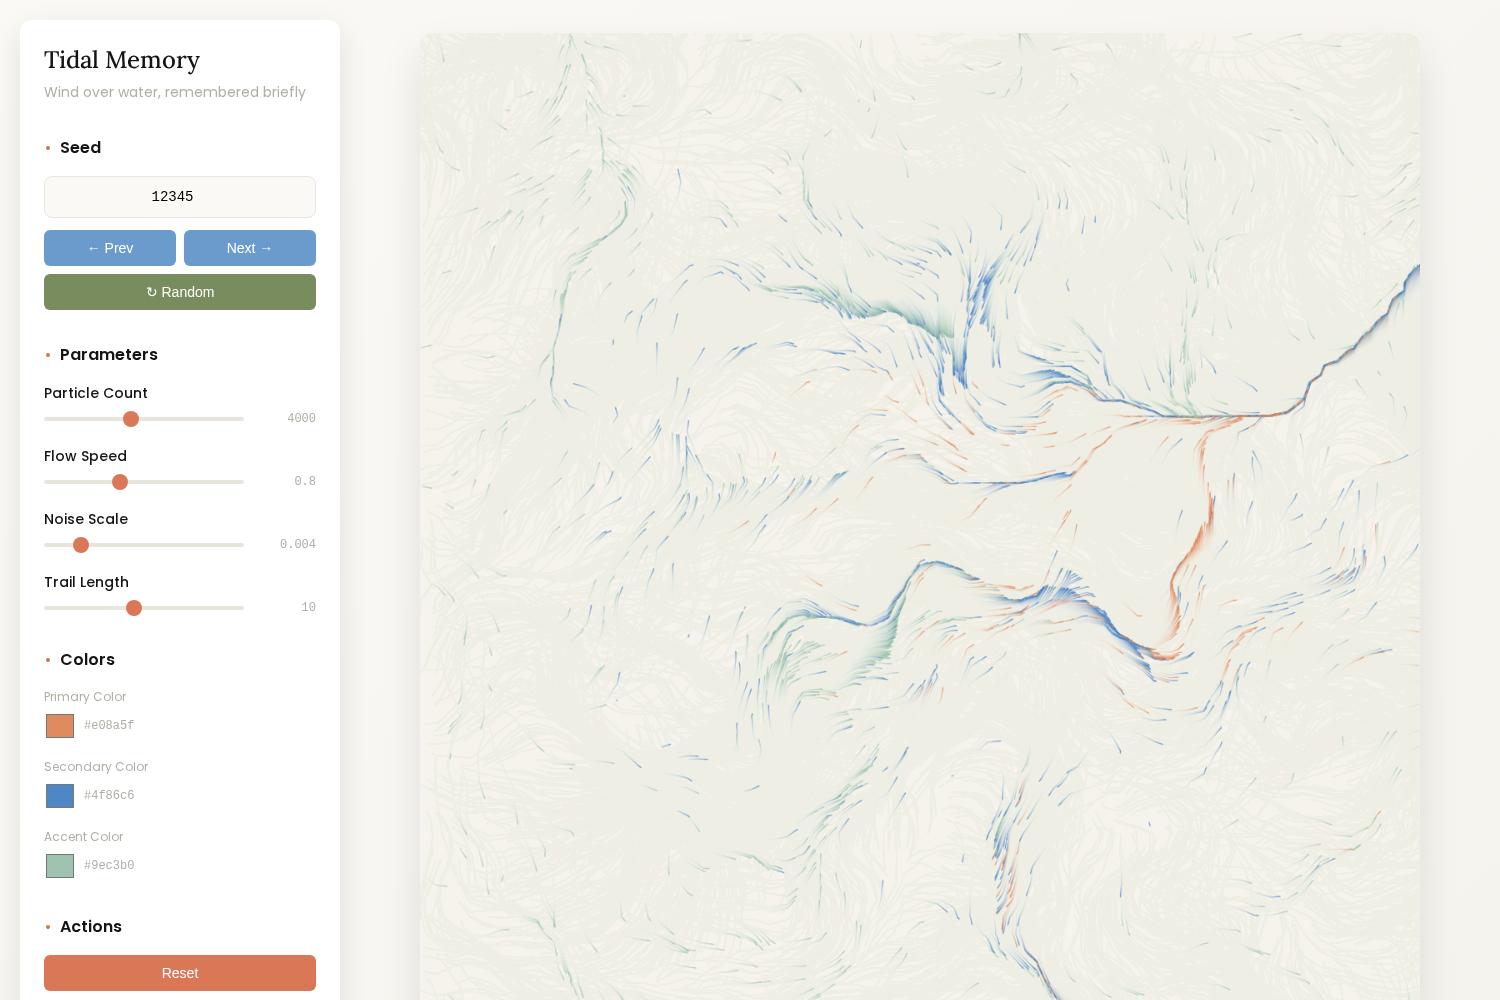 Tidal Memory
Wind over water, remembered briefly
• Seed
12345
← Prev
Next →
↻ Random
• Parameters
Particle Count
4000
Flow Speed
0.8
Noise Scale
0.004
Trail Length
10
• Colors
Primary Color
#e08a5f
Secondary Color
#4f86c6
Accent Color
#9ec3b0
• Actions
Reset